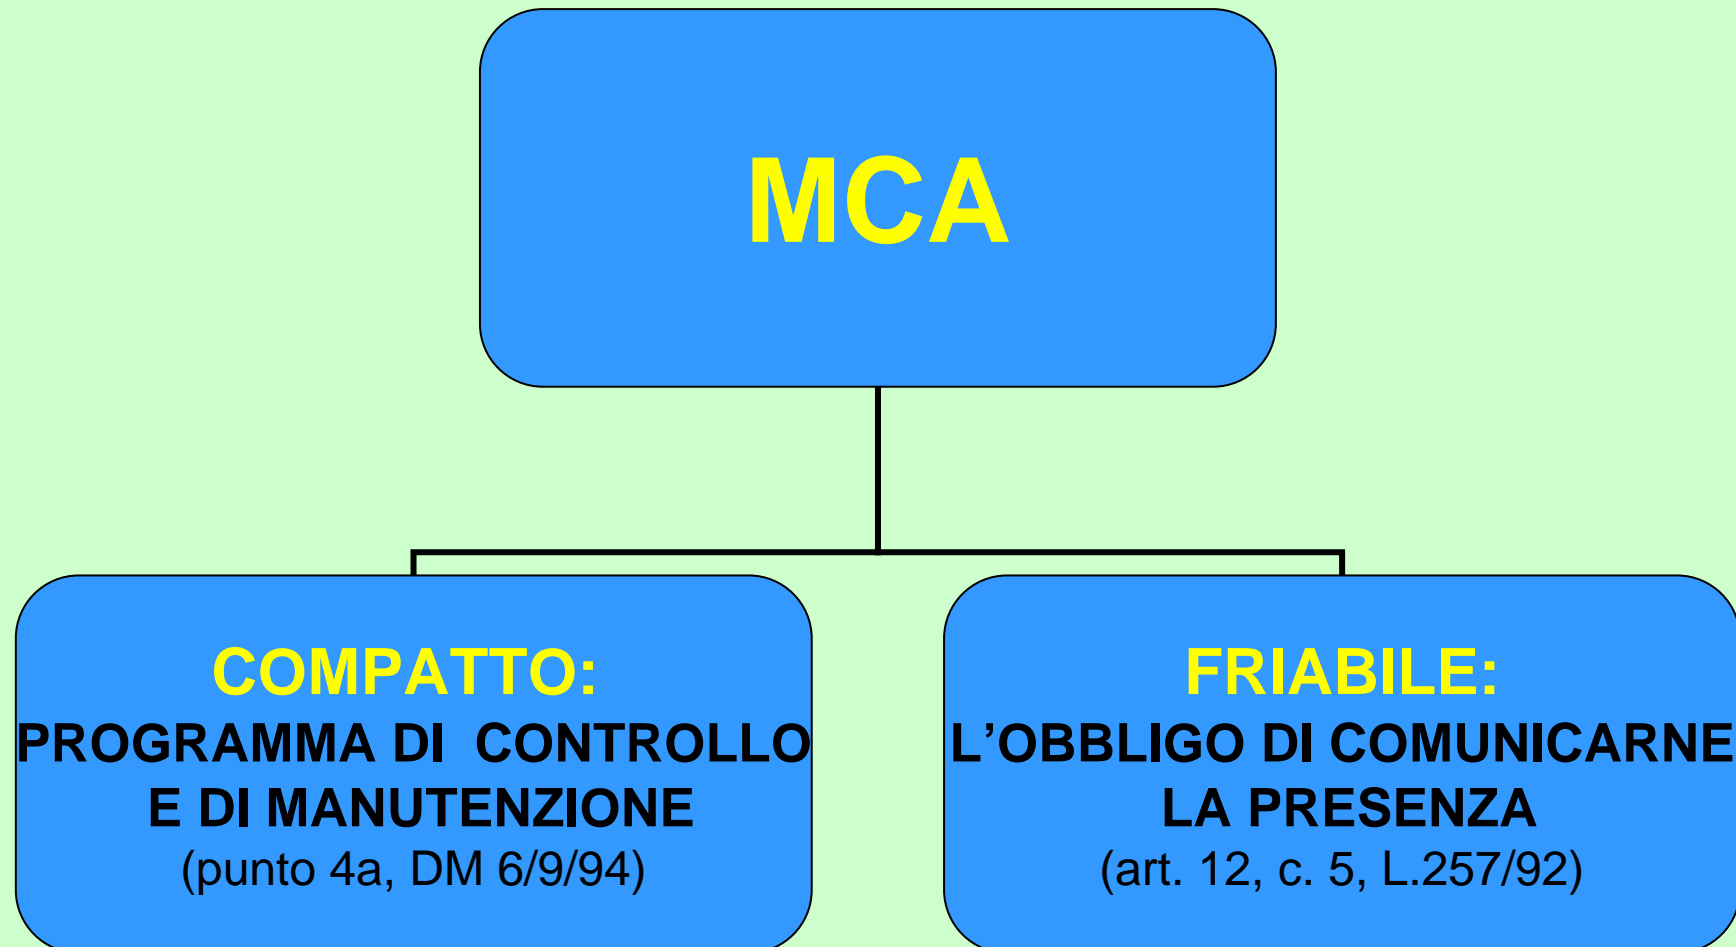 MCA
COMPATTO:
PROGRAMMA DI CONTROLLO
E DI MANUTENZIONE
(punto 4a, DM 6/9/94)
FRIABILE:
L’OBBLIGO DI COMUNICARNE
LA PRESENZA
(art. 12, c. 5, L.257/92)